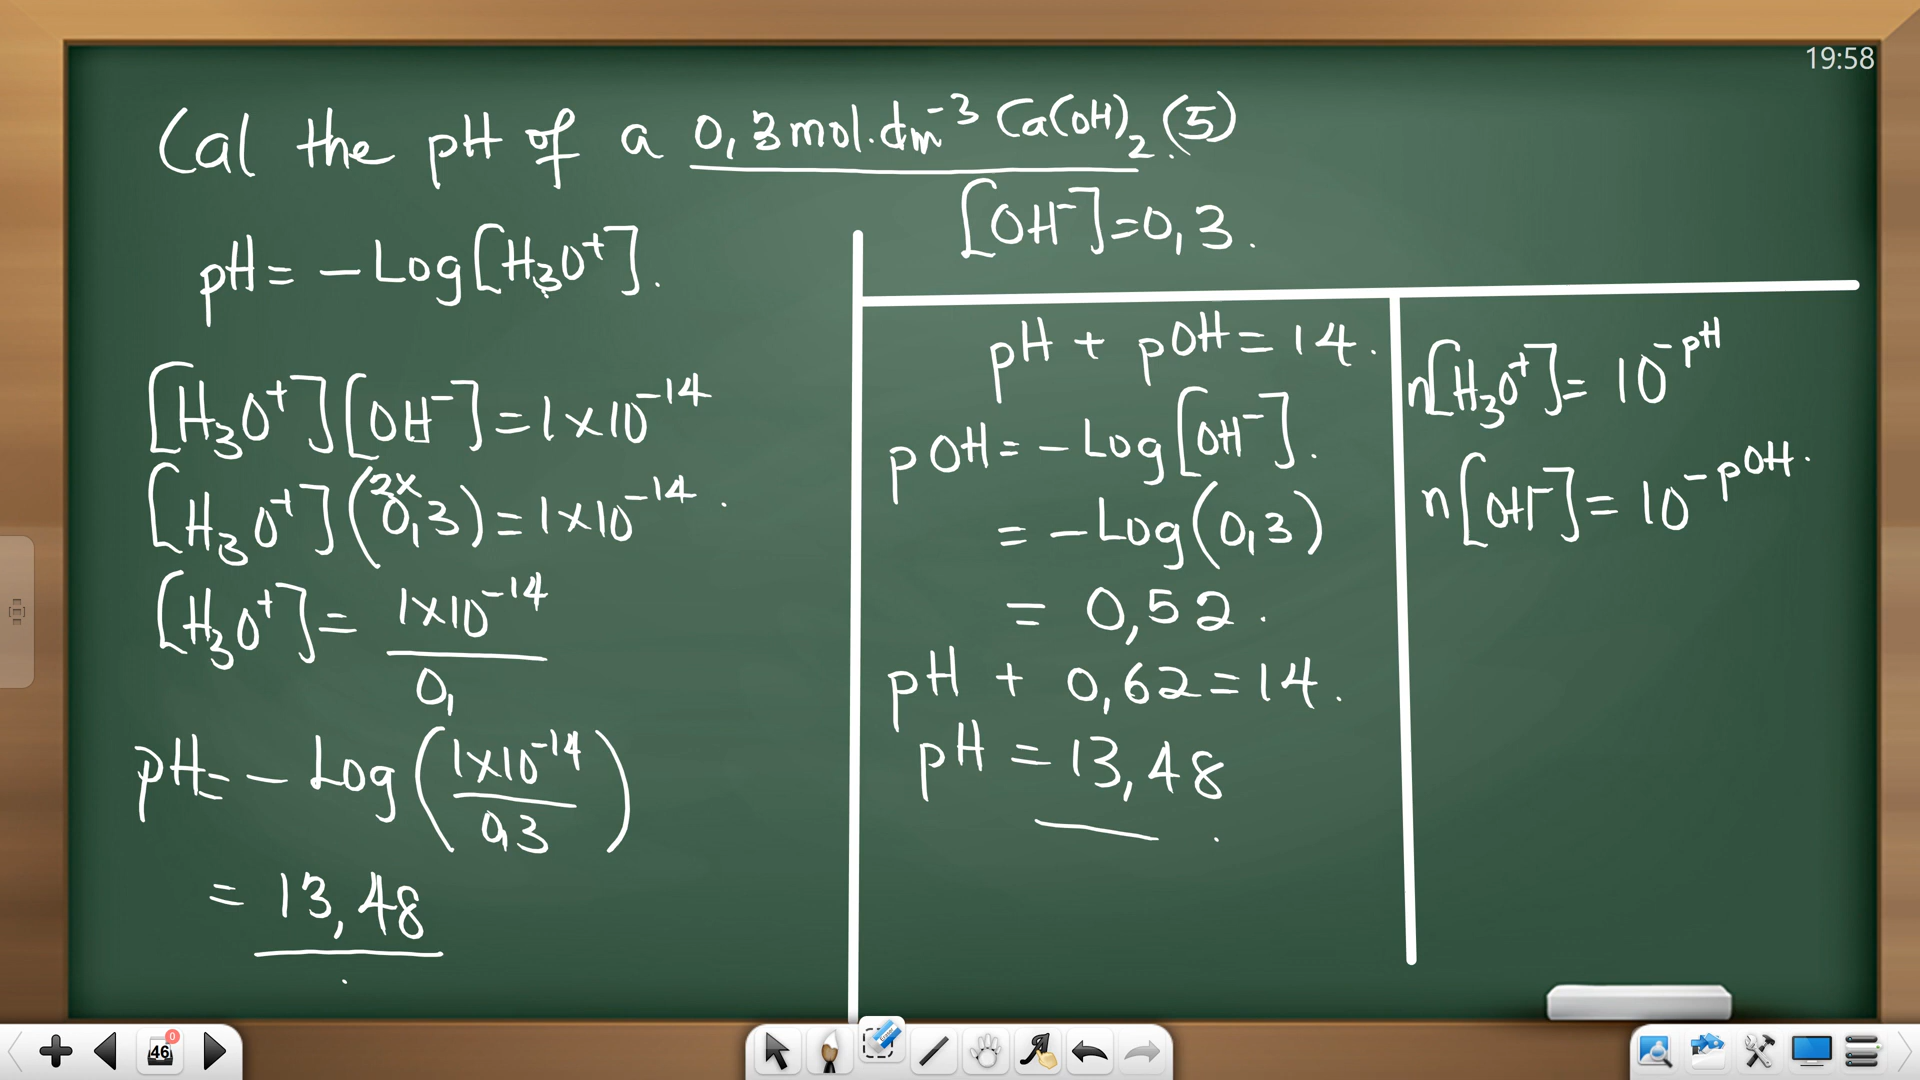 19:58
Cal the pH of a 0,3mol.dm⁻³ Ca(OH)₂.(5)
[OH⁻]=0,3.
pH= -Log[H₃O⁺].
[H₃O⁺][OH⁻]=1×10⁻¹⁴
[H₃O⁺](2×0,3)=1×10⁻¹⁴.
[H₃O⁺]= 1×10⁻¹⁴
0,
pH=- Log(1×10⁻¹⁴
0,3)
= 13,48
pH + pOH=14.
pOH=-Log[OH⁻].
=-Log(0,3)
= 0,52.
pH + 0,62=14.
pH =13,48
n[H₃O⁺]= 10⁻ᵖᴴ
n[OH⁻]= 10⁻ᵖᴼᴴ.
46
0